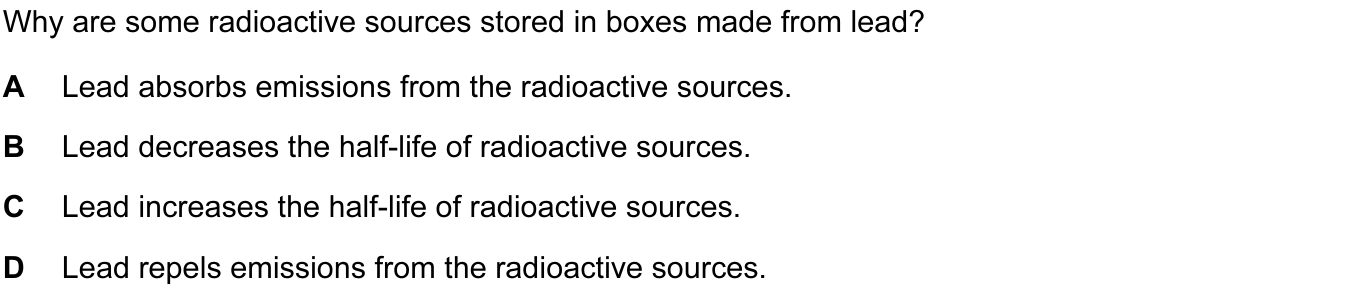 Why are some radioactive sources stored in boxes made from lead?
A Lead absorbs emissions from the radioactive sources.
B Lead decreases the half-life of radioactive sources.
C Lead increases the half-life of radioactive sources.
D Lead repels emissions from the radioactive sources.